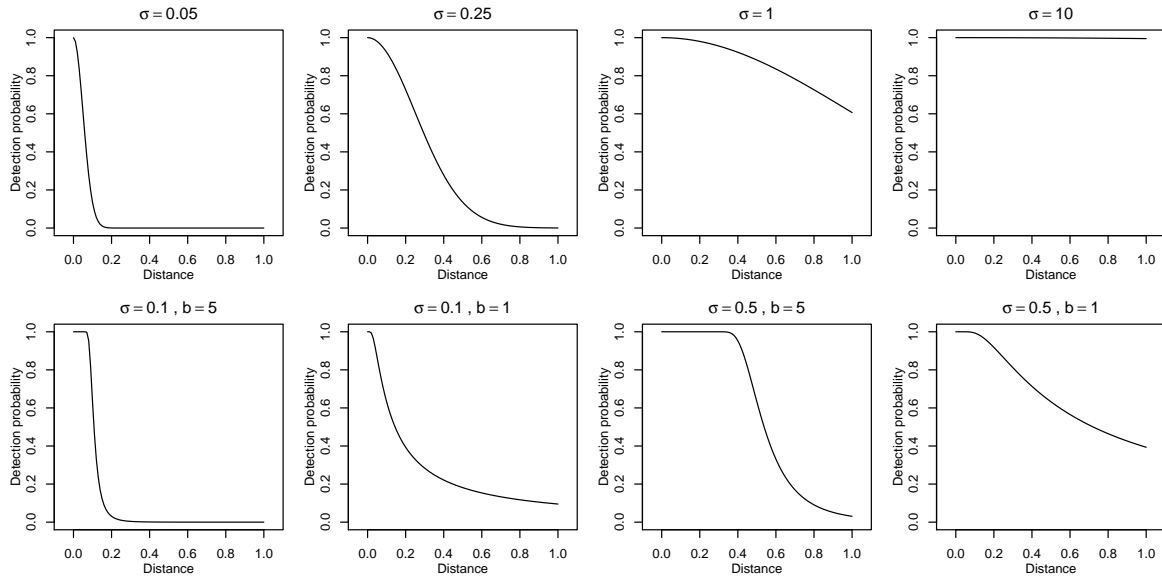 σ = 0.05
Detection probability
0.0 0.2 0.4 0.6 0.8 1.0
0.0 0.2 0.4 0.6 0.8 1.0
Distance
σ = 0.25
Detection probability
0.0 0.2 0.4 0.6 0.8 1.0
0.0 0.2 0.4 0.6 0.8 1.0
Distance
σ = 1
Detection probability
0.0 0.2 0.4 0.6 0.8 1.0
0.0 0.2 0.4 0.6 0.8 1.0
Distance
σ = 10
Detection probability
0.0 0.2 0.4 0.6 0.8 1.0
0.0 0.2 0.4 0.6 0.8 1.0
Distance
σ = 0.1 , b = 5
Detection probability
0.0 0.2 0.4 0.6 0.8 1.0
0.0 0.2 0.4 0.6 0.8 1.0
Distance
σ = 0.1 , b = 1
Detection probability
0.0 0.2 0.4 0.6 0.8 1.0
0.0 0.2 0.4 0.6 0.8 1.0
Distance
σ = 0.5 , b = 5
Detection probability
0.0 0.2 0.4 0.6 0.8 1.0
0.0 0.2 0.4 0.6 0.8 1.0
Distance
σ = 0.5 , b = 1
Detection probability
0.0 0.2 0.4 0.6 0.8 1.0
0.0 0.2 0.4 0.6 0.8 1.0
Distance